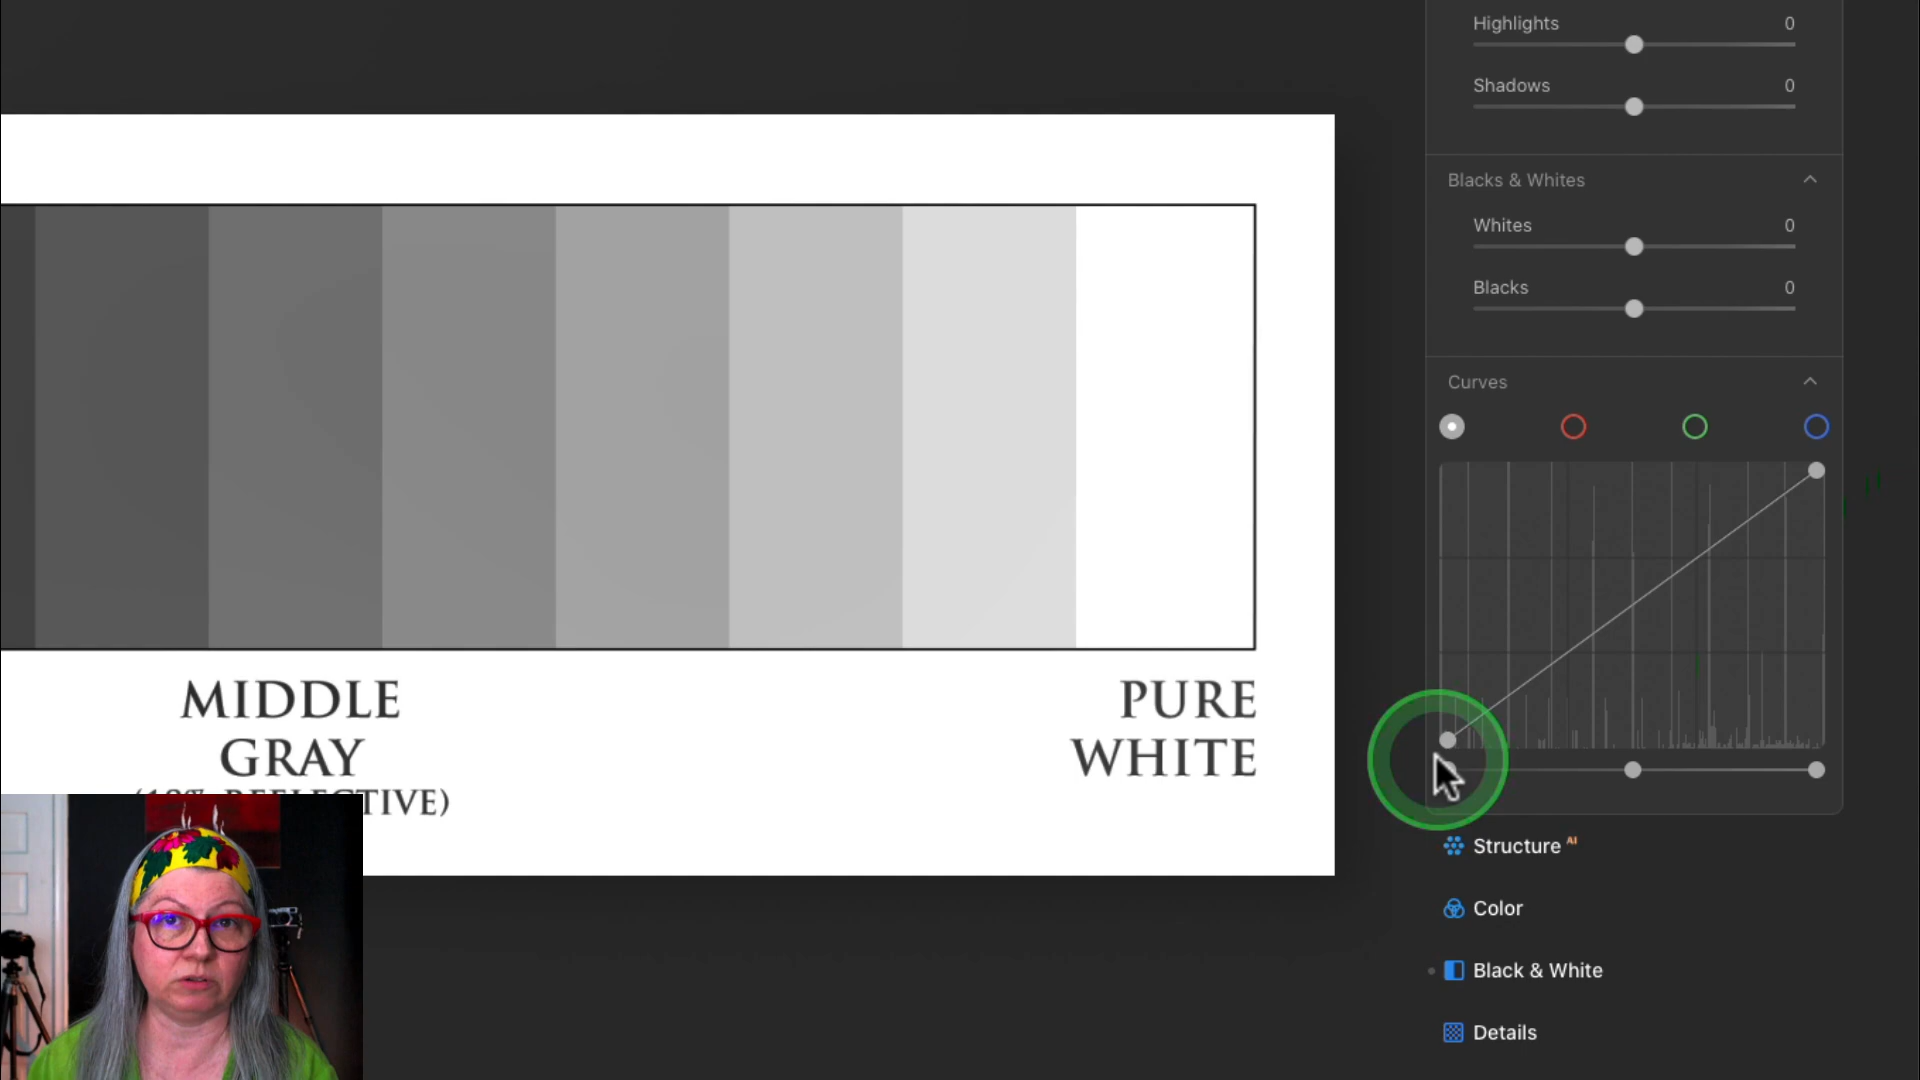 Highlights 0
Shadows 0
Blacks & Whites
Whites 0
Blacks 0
Curves
MIDDLE
GRAY
PURE
WHITE
Structure AI
Color
Black & White
Details